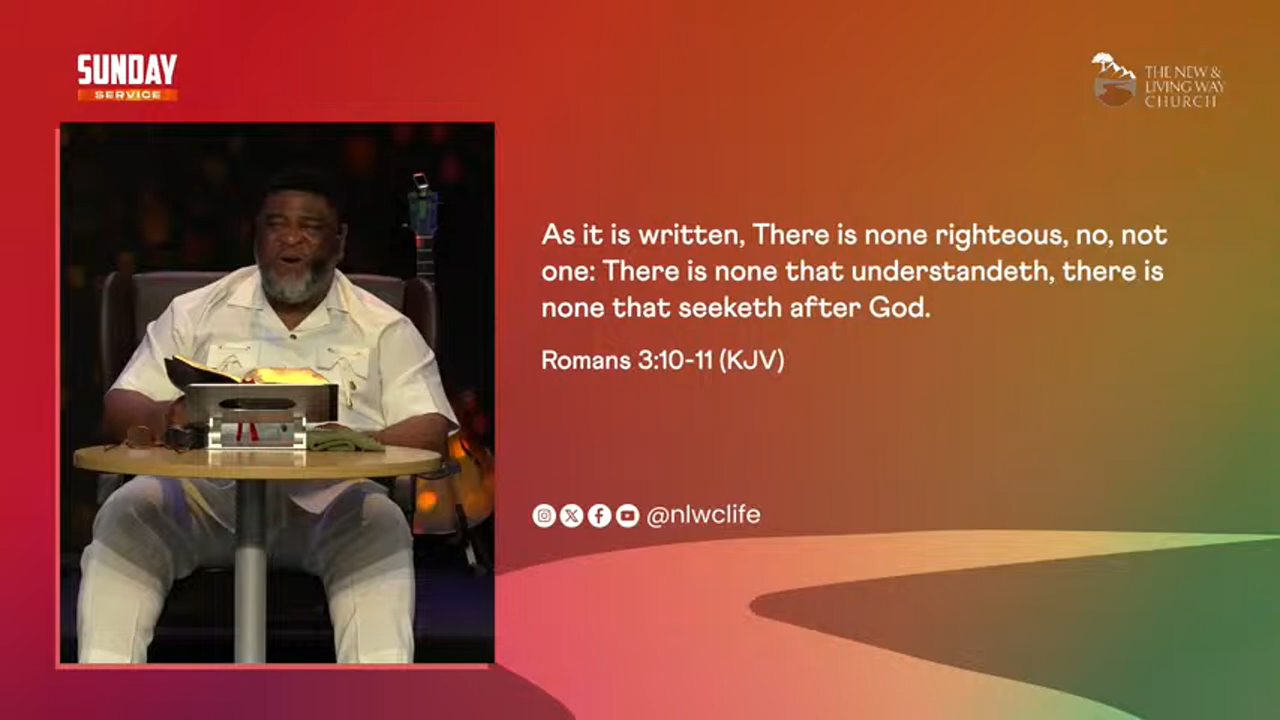 SUNDAY
SERVICE
THE NEW &
LIVING WAY
CHURCH
As it is written, There is none righteous, no, not
one: There is none that understandeth, there is
none that seeketh after God.
Romans 3:10-11 (KJV)
@nlwclife